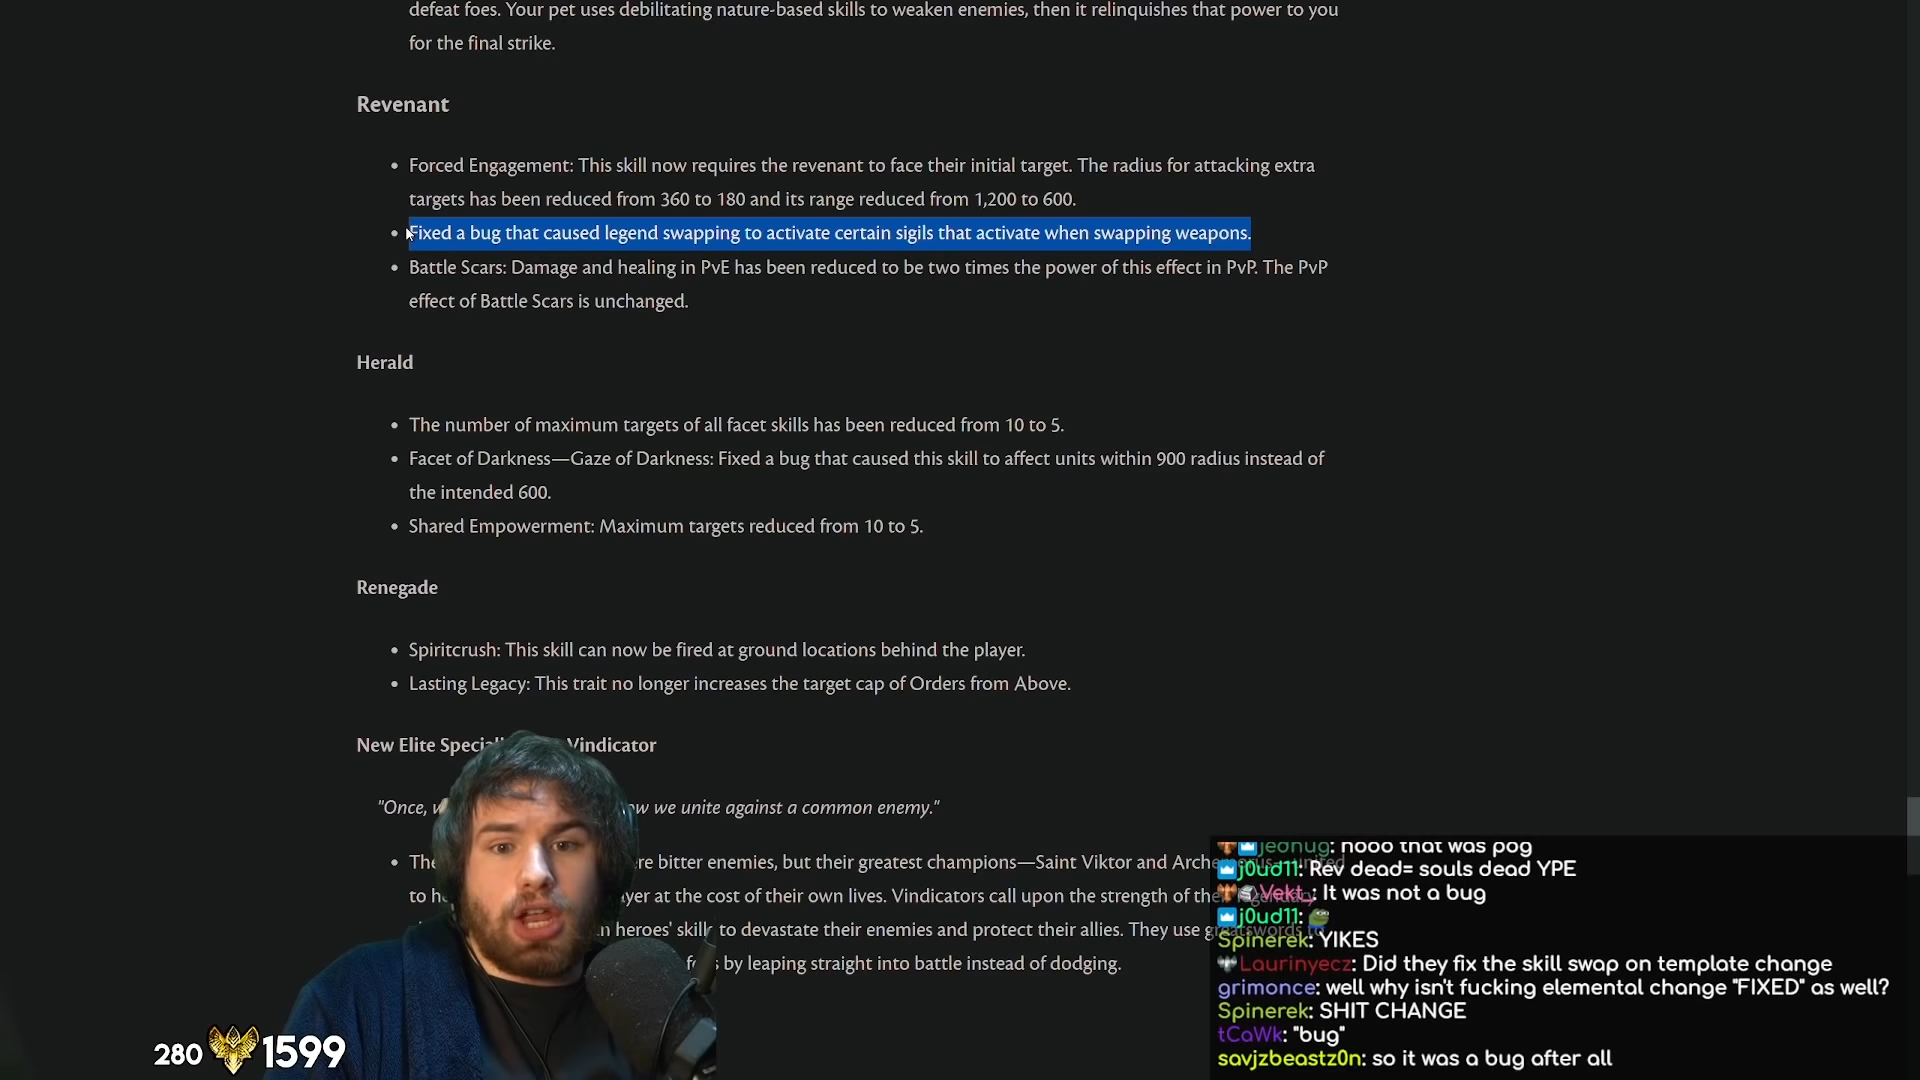 defeat foes. Your pet uses debilitating nature-based skills to weaken enemies, then it relinquishes that power to you
for the final strike.
Revenant
• Forced Engagement: This skill now requires the revenant to face their initial target. The radius for attacking extra
targets has been reduced from 360 to 180 and its range reduced from 1,200 to 600.
• Fixed a bug that caused legend swapping to activate certain sigils that activate when swapping weapons.
• Battle Scars: Damage and healing in PvE has been reduced to be two times the power of this effect in PvP. The PvP
effect of Battle Scars is unchanged.
Herald
• The number of maximum targets of all facet skills has been reduced from 10 to 5.
• Facet of Darkness—Gaze of Darkness: Fixed a bug that caused this skill to affect units within 900 radius instead of
the intended 600.
• Shared Empowerment: Maximum targets reduced from 10 to 5.
Renegade
• Spiritcrush: This skill can now be fired at ground locations behind the player.
• Lasting Legacy: This trait no longer increases the target cap of Orders from Above.
New Elite Vindicator
"Once, we unite against a common enemy."
• bitter enemies, but their greatest champions—Saint Viktor and
to at the cost of their own lives. Vindicators call upon the strength of
heroes' skills to devastate their enemies and protect their allies. They use greatswords to
by leaping straight into battle instead of dodging.
jednug: nooo that was pog
j0ud11: Rev dead= souls dead YPE
Vekt_: It was not a bug
j0ud11:
Spinerek: YIKES
Laurinyecz: Did they fix the skill swap on template change
grimonce: well why isn't fucking elemental change "FIXED" as well?
Spinerek: SHIT CHANGE
tCaWk: "bug"
savjzbeastz0n: so it was a bug after all
280 1599